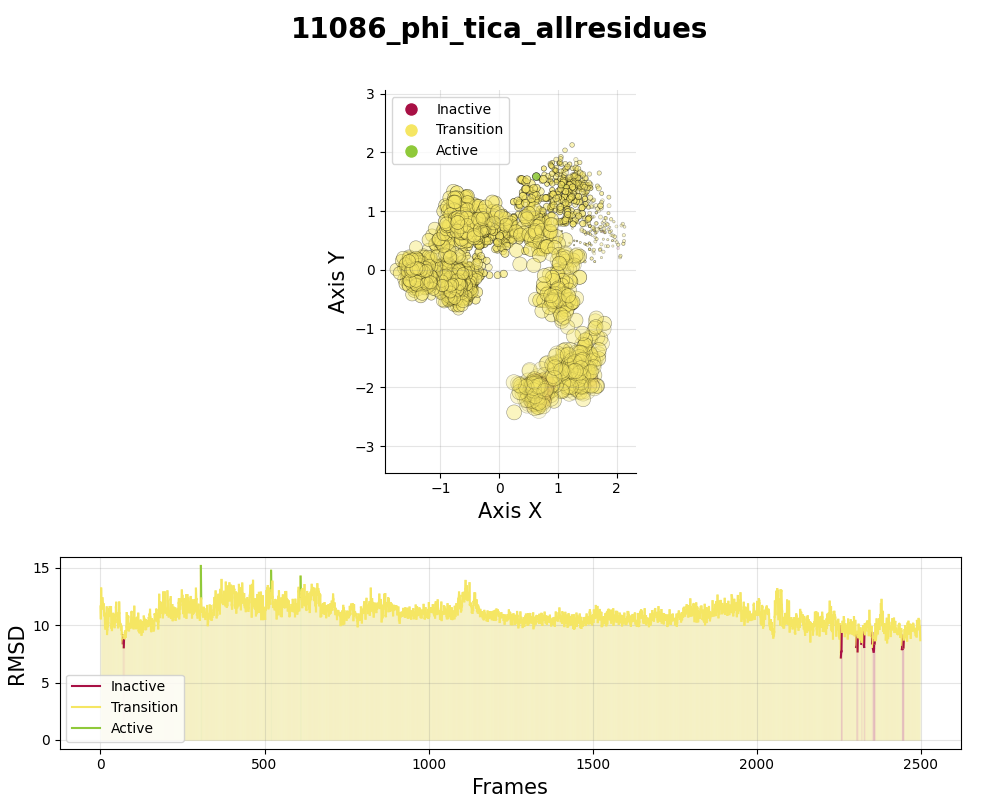 11086_phi_tica_allresidues
3
2
1
0
−1
−2
−3
Axis Y
Inactive
Transition
Active
−1
0
1
2
Axis X
15
10
5
0
RMSD
Inactive
Transition
Active
0
500
1000
1500
2000
2500
Frames